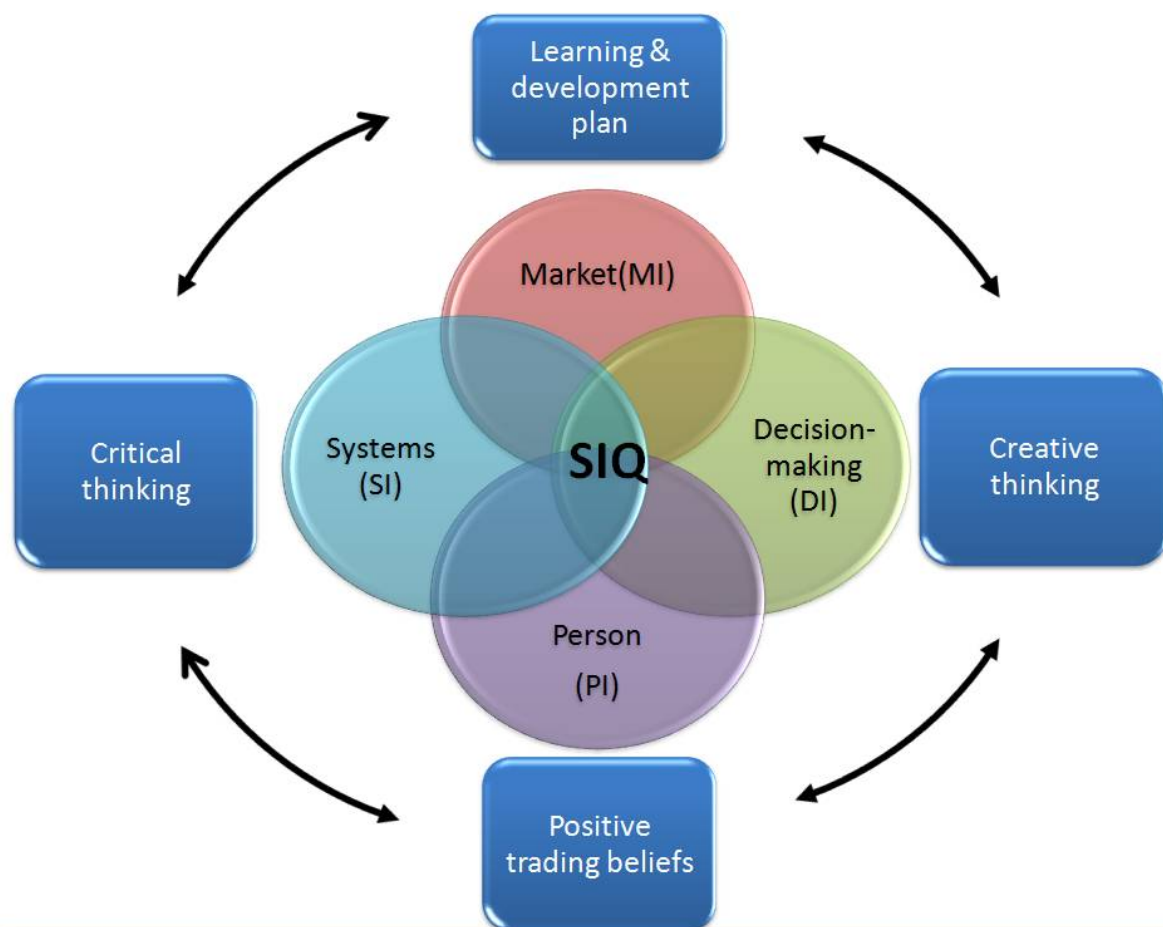 Learning &
development
plan
Market(MI)
Critical
thinking
Systems
(SI)
SIQ
Decision-
making
(DI)
Creative
thinking
Person
(PI)
Positive
trading beliefs